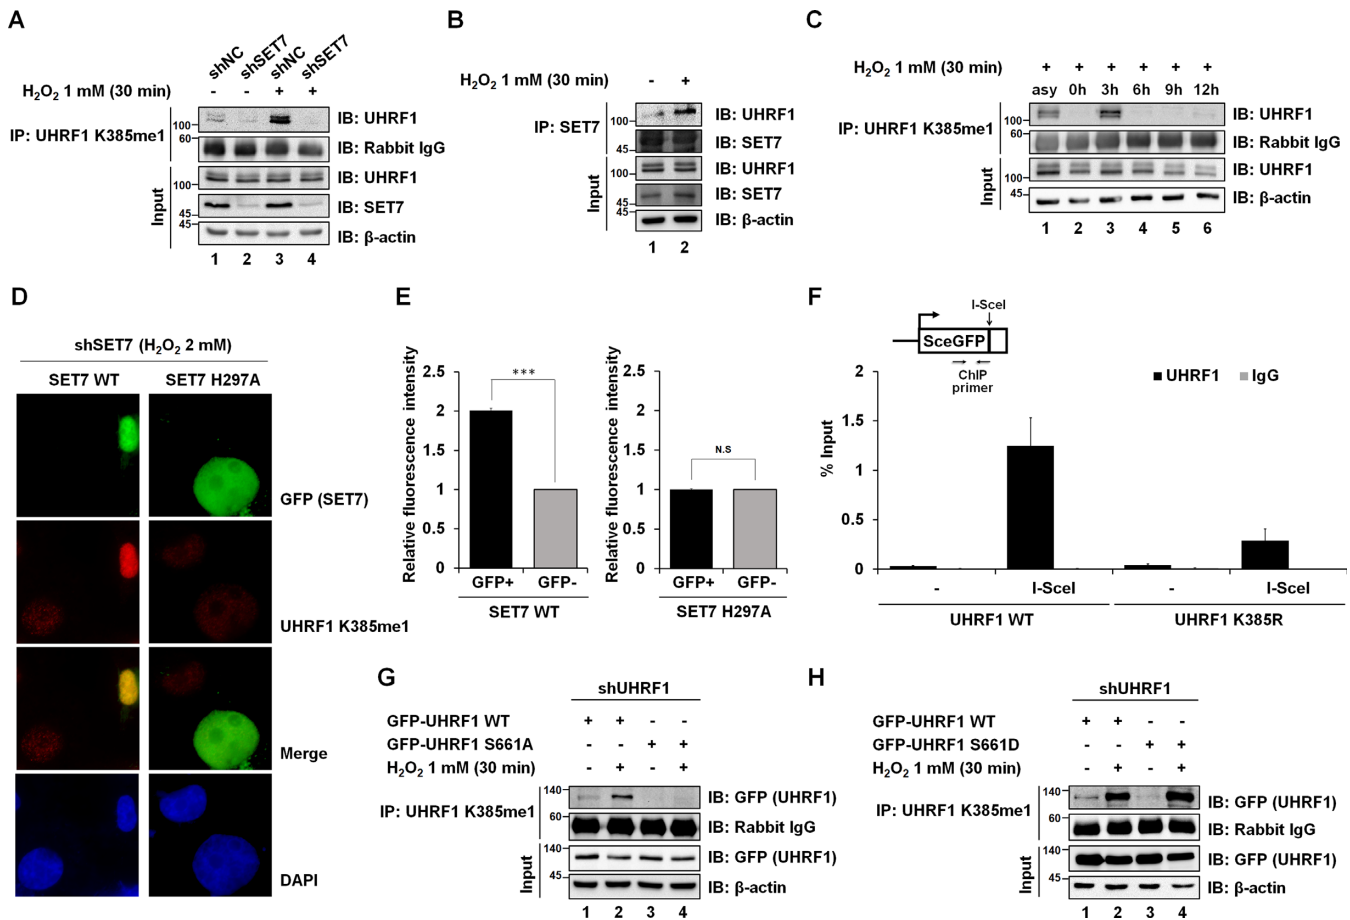 A
shNC
shSET7
shNC
shSET7
H2O2 1 mM (30 min)
- - + +
IP: UHRF1 K385me1
100
IB: UHRF1
60
IB: Rabbit IgG
Input
100
IB: UHRF1
45
IB: SET7
45
IB: β-actin
1 2 3 4
B
H2O2 1 mM (30 min)
- +
IP: SET7
100
IB: UHRF1
45
IB: SET7
Input
100
IB: UHRF1
45
IB: SET7
45
IB: β-actin
1 2
C
H2O2 1 mM (30 min)
+ + + + + +
asy 0h 3h 6h 9h 12h
IP: UHRF1 K385me1
100
IB: UHRF1
60
IB: Rabbit IgG
Input
100
IB: UHRF1
45
IB: β-actin
1 2 3 4 5 6
D
shSET7 (H2O2 2 mM)
SET7 WT SET7 H297A
GFP (SET7)
UHRF1 K385me1
Merge
DAPI
E
Relative fluorescence intensity
2.5
2
1.5
1
0.5
0
***
GFP+ GFP-
SET7 WT
Relative fluorescence intensity
2.5
2
1.5
1
0.5
0
N.S
GFP+ GFP-
SET7 H297A
F
I-SceI
SceGFP
ChIP
primer
UHRF1 IgG
% Input
2
1.5
1
0.5
0
- I-SceI - I-SceI
UHRF1 WT UHRF1 K385R
G
shUHRF1
GFP-UHRF1 WT + + - -
GFP-UHRF1 S661A - - + +
H2O2 1 mM (30 min) - + - +
IP: UHRF1 K385me1
140
IB: GFP (UHRF1)
60
IB: Rabbit IgG
Input
140
IB: GFP (UHRF1)
45
IB: β-actin
1 2 3 4
H
shUHRF1
GFP-UHRF1 WT + + - -
GFP-UHRF1 S661D - - + +
H2O2 1 mM (30 min) - + - +
IP: UHRF1 K385me1
140
IB: GFP (UHRF1)
60
IB: Rabbit IgG
Input
140
IB: GFP (UHRF1)
45
IB: β-actin
1 2 3 4